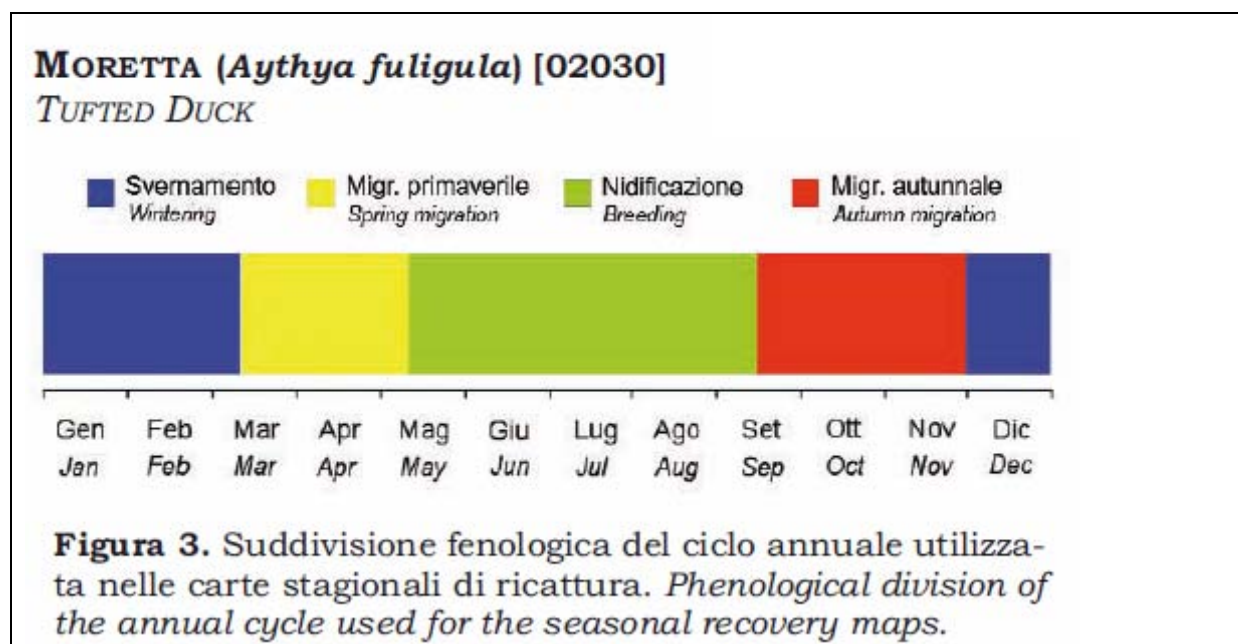 MORETTA (Aythya fuligula) [02030]
TUFTED DUCK
Svernamento Migr. primaverile Nidificazione Migr. autunnale
Wintering Spring migration Breeding Autumn migration
Gen Feb Mar Apr Mag Giu Lug Ago Set Ott Nov Dic
Jan Feb Mar Apr May Jun Jul Aug Sep Oct Nov Dec
Figura 3. Suddivisione fenologica del ciclo annuale utilizza-
ta nelle carte stagionali di ricattura. Phenological division of
the annual cycle used for the seasonal recovery maps.